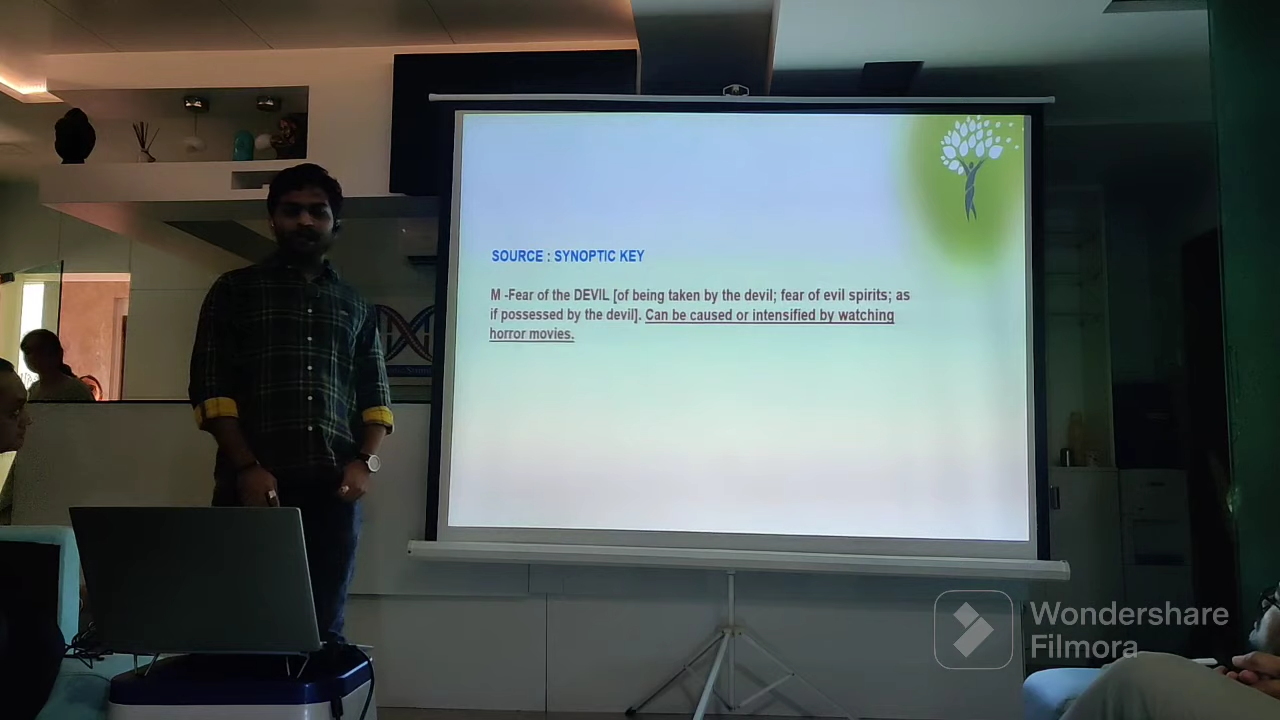 SOURCE : SYNOPTIC KEY
M -Fear of the DEVIL [of being taken by the devil; fear of evil spirits; as
if possessed by the devil]. Can be caused or intensified by watching
horror movies.
Wondershare
Filmora